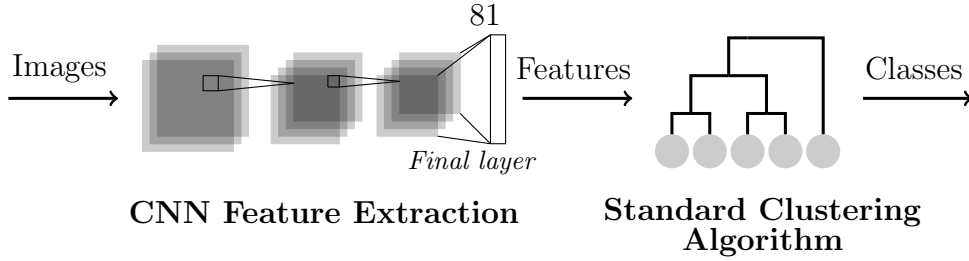 81
Images
Features
Classes
Final layer
CNN Feature Extraction
Standard Clustering
Algorithm